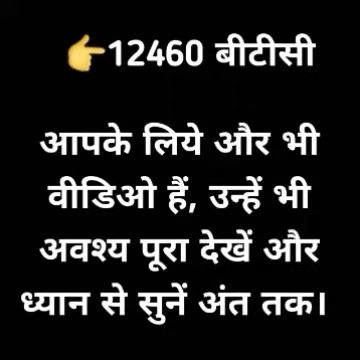 👉12460 बीटीसी
आपके लिये और भी
वीडिओ हैं, उन्हें भी
अवश्य पूरा देखें और
ध्यान से सुनें अंत तक।